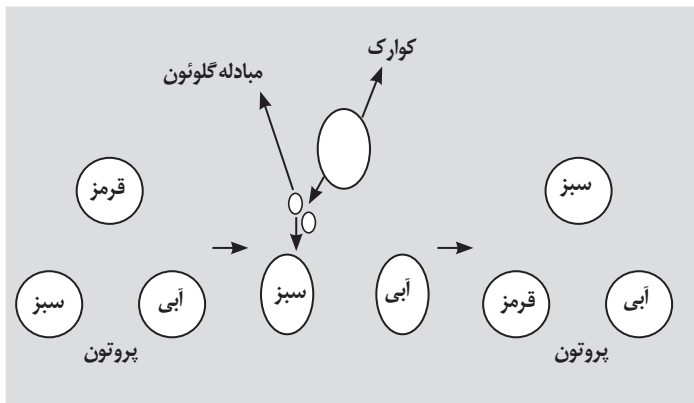 کوارک
مبادله گلوئون
قرمز
سبز
سبز
آبی
سبز
آبی
قرمز
آبی
پروتون
پروتون